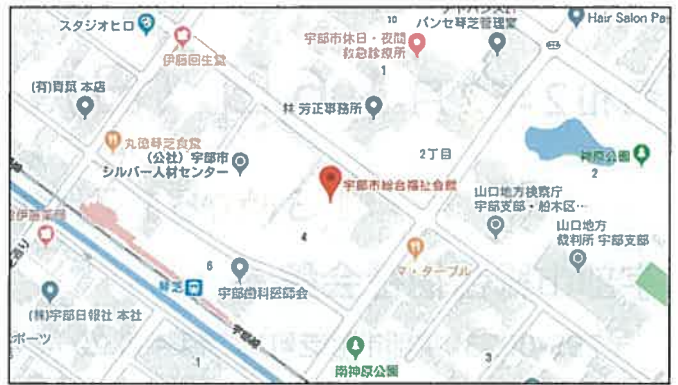 スタジオヒロ
伊藤回生堂
10
宇部市休日・夜間
救急診療所
パンセ琴芝管理室
Hair Salon Pa
(有)貴筑 本店
1
芳正事務所
丸漁琴芝食堂
(公社)宇部市
シルバー人材センター
2丁目
神原公園
2
宇部市総合福祉会館
山口地方検察庁
宇部支部・船木区…
山口地方
裁判所 宇部支部
4
マ・ターブル
6
宇部歯科医師会
琴芝
宇部線
(株)宇部日報社 本社
ポーツ
1
南神原公園
3